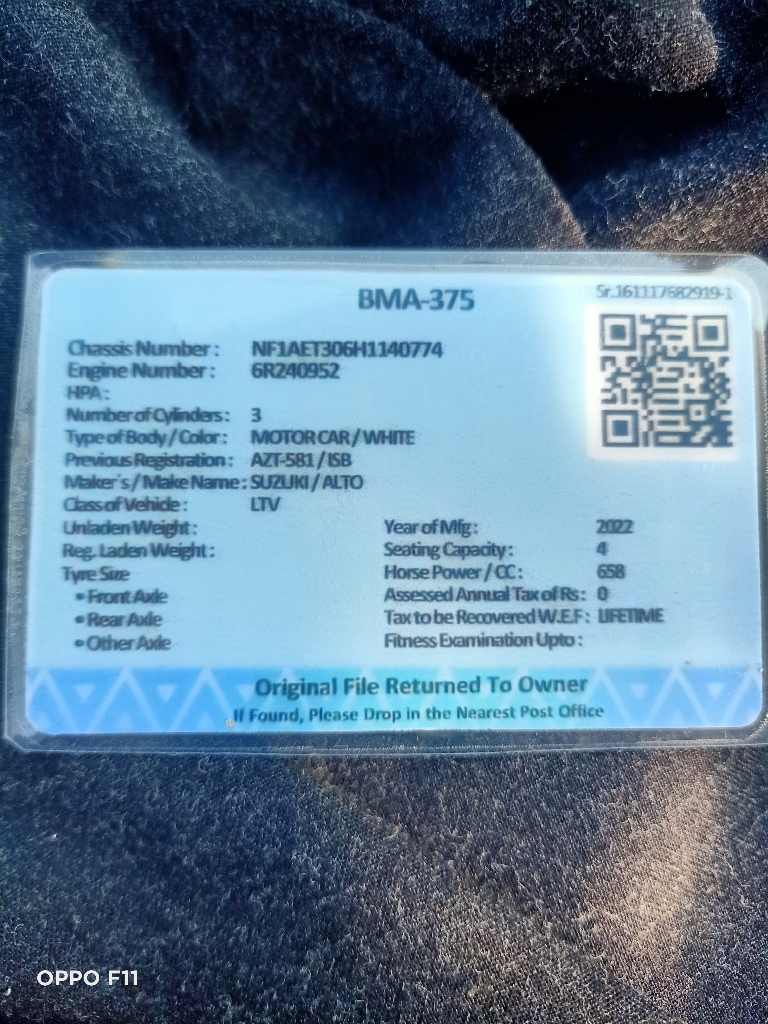 BMA-375
Sr.161117682919-1
Chassis Number : NF1AET306H1140774
Engine Number : 6R240952
HPA :
Number of Cylinders : 3
Type of Body / Color : MOTOR CAR / WHITE
Previous Registration : AZT-581 / ISB
Maker's / Make Name : SUZUKI / ALTO
Class of Vehicle : LTV
Unladen Weight : Year of Mfg : 2022
Reg. Laden Weight : Seating Capacity : 4
Tyre Size Horse Power / CC : 658
• Front Axle Assessed Annual Tax of Rs : 0
• Rear Axle Tax to be Recovered W.E.F : LIFETIME
• Other Axle Fitness Examination Upto :
Original File Returned To Owner
If Found, Please Drop in the Nearest Post Office
OPPO F11